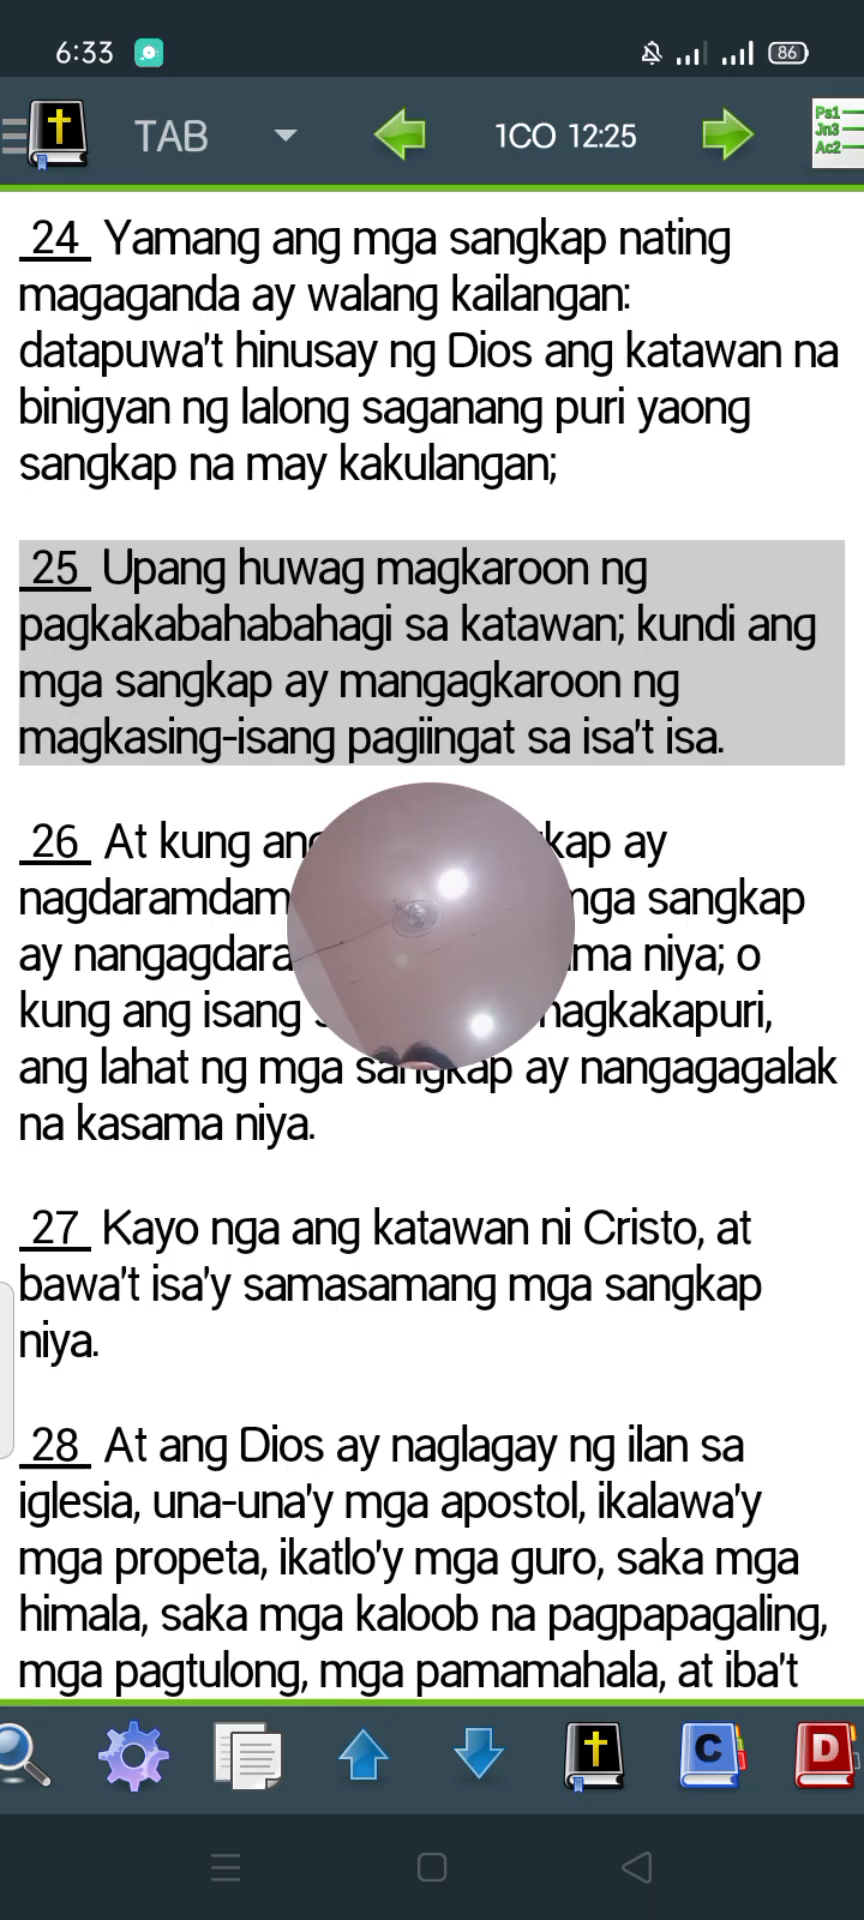 6:33
86
TAB
1CO 12:25
Ps1
Jn3
Ac2
24 Yamang ang mga sangkap nating
magaganda ay walang kailangan:
datapuwa't hinusay ng Dios ang katawan na
binigyan ng lalong saganang puri yaong
sangkap na may kakulangan;
25 Upang huwag magkaroon ng
pagkakabahabahagi sa katawan; kundi ang
mga sangkap ay mangagkaroon ng
magkasing-isang pagiingat sa isa't isa.
26 At kung ay
nagdaramdam sangkap
ay niya; o
kung ang isang
ang lahat ng mga sangkap ay nangagagalak
na kasama niya.
27 Kayo nga ang katawan ni Cristo, at
bawa't isa'y samasamang mga sangkap
niya.
28 At ang Dios ay naglagay ng ilan sa
iglesia, una-una'y mga apostol, ikalawa'y
mga propeta, ikatlo'y mga guro, saka mga
himala, saka mga kaloob na pagpapagaling,
mga pagtulong, mga pamamahala, at iba't
C
D